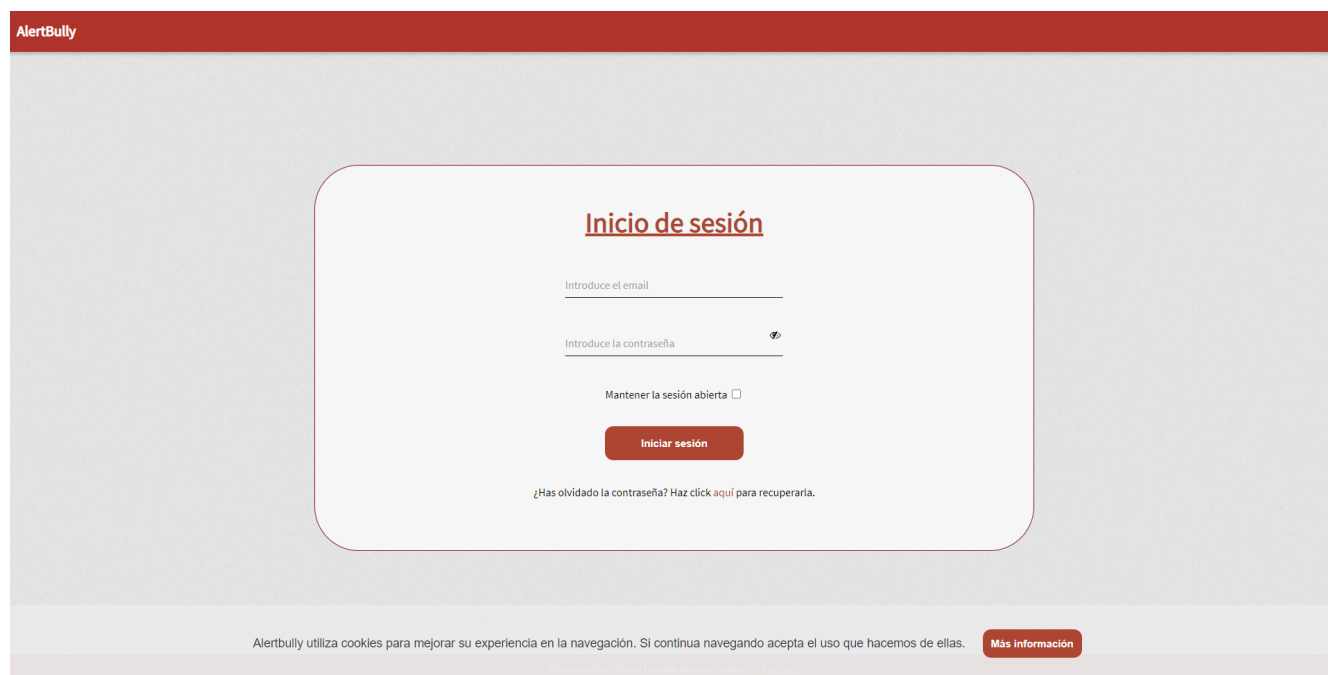 AlertBully
Inicio de sesión
Introduce el email
Introduce la contraseña
Mantener la sesión abierta
Iniciar sesión
¿Has olvidado la contraseña? Haz click aquí para recuperarla.
Alertbully utiliza cookies para mejorar su experiencia en la navegación. Si continua navegando acepta el uso que hacemos de ellas.
Más información